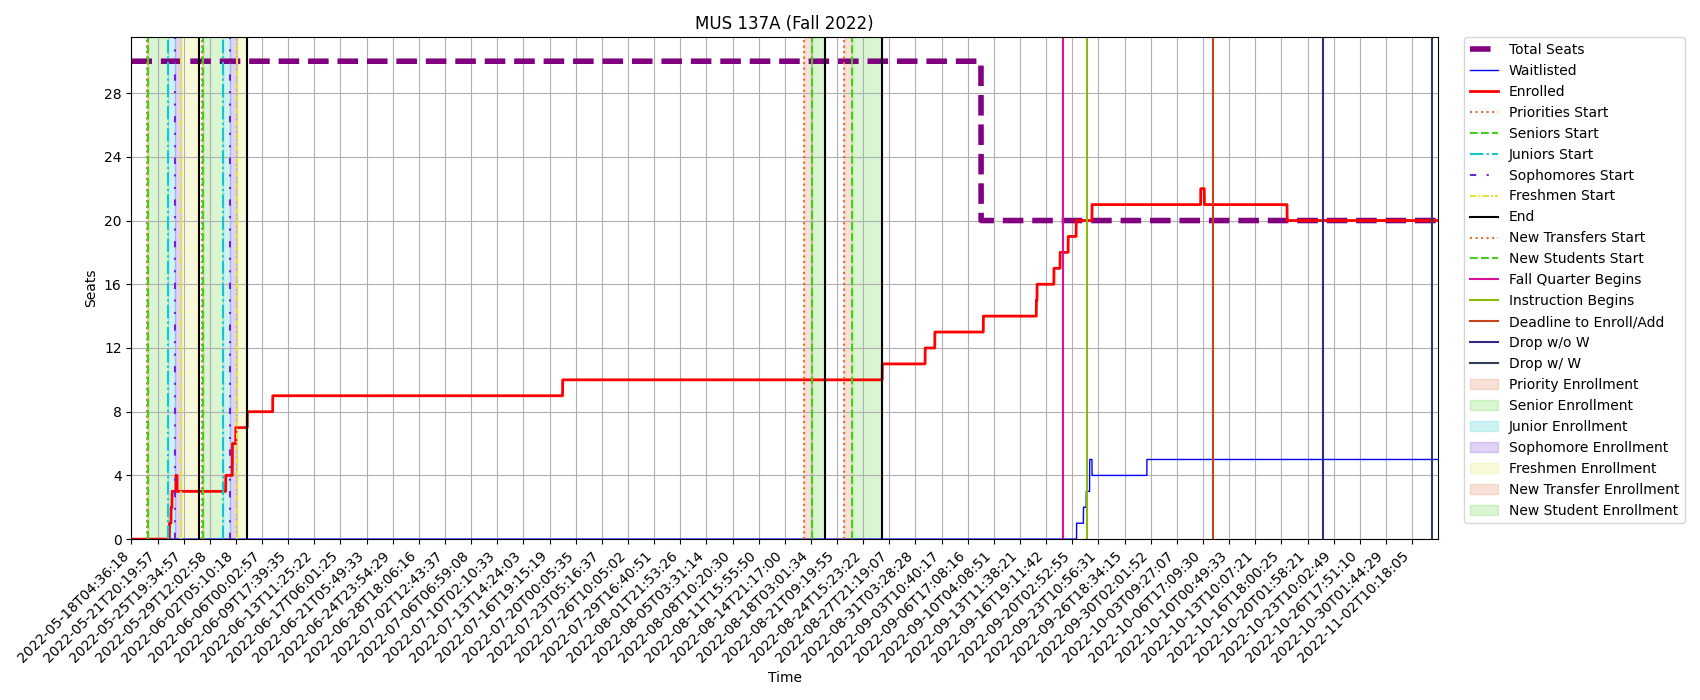 MUS 137A (Fall 2022)
Seats
28
24
20
16
12
8
4
0
2022-05-18T04:36:18
2022-05-21T20:19:57
2022-05-25T19:34:57
2022-05-29T12:02:58
2022-06-02T05:10:18
2022-06-06T00:02:57
2022-06-09T17:39:35
2022-06-13T11:25:22
2022-06-17T06:01:25
2022-06-21T05:49:33
2022-06-24T23:54:29
2022-06-28T18:06:16
2022-07-02T12:43:37
2022-07-06T06:59:08
2022-07-10T02:10:33
2022-07-13T14:24:03
2022-07-16T19:15:19
2022-07-20T00:05:35
2022-07-23T05:16:37
2022-07-26T10:05:02
2022-07-29T16:40:51
2022-08-01T21:53:26
2022-08-05T03:31:14
2022-08-08T10:20:30
2022-08-11T15:55:50
2022-08-14T21:17:00
2022-08-18T03:01:34
2022-08-21T09:19:55
2022-08-24T15:23:22
2022-08-27T21:19:07
2022-08-31T03:28:28
2022-09-03T10:40:17
2022-09-06T17:08:16
2022-09-10T04:08:51
2022-09-13T11:38:21
2022-09-16T19:11:42
2022-09-20T02:52:55
2022-09-23T10:56:31
2022-09-26T18:34:15
2022-09-30T02:01:52
2022-10-03T09:27:07
2022-10-06T17:09:30
2022-10-10T00:49:33
2022-10-13T10:07:21
2022-10-16T18:00:25
2022-10-20T01:58:21
2022-10-23T10:02:49
2022-10-26T17:51:10
2022-10-30T01:44:29
2022-11-02T10:18:05
Time
Total Seats
Waitlisted
Enrolled
Priorities Start
Seniors Start
Juniors Start
Sophomores Start
Freshmen Start
End
New Transfers Start
New Students Start
Fall Quarter Begins
Instruction Begins
Deadline to Enroll/Add
Drop w/o W
Drop w/ W
Priority Enrollment
Senior Enrollment
Junior Enrollment
Sophomore Enrollment
Freshmen Enrollment
New Transfer Enrollment
New Student Enrollment